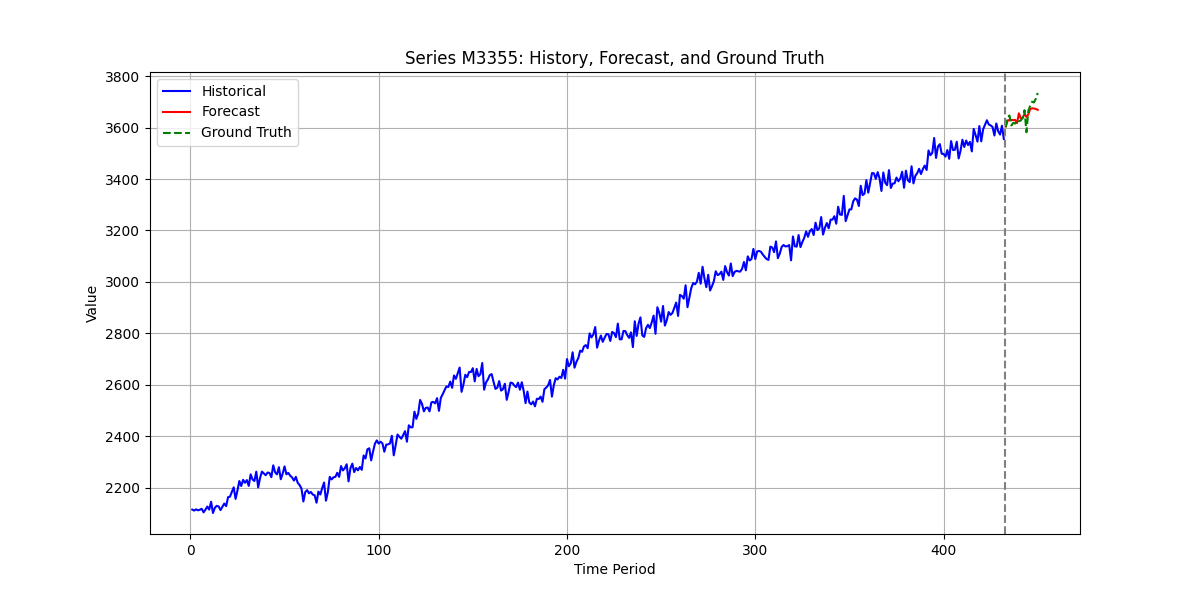 Series M3355: History, Forecast, and Ground Truth
Historical
Forecast
Ground Truth
3800
3600
3400
3200
3000
2800
2600
2400
2200
Value
0 100 200 300 400
Time Period